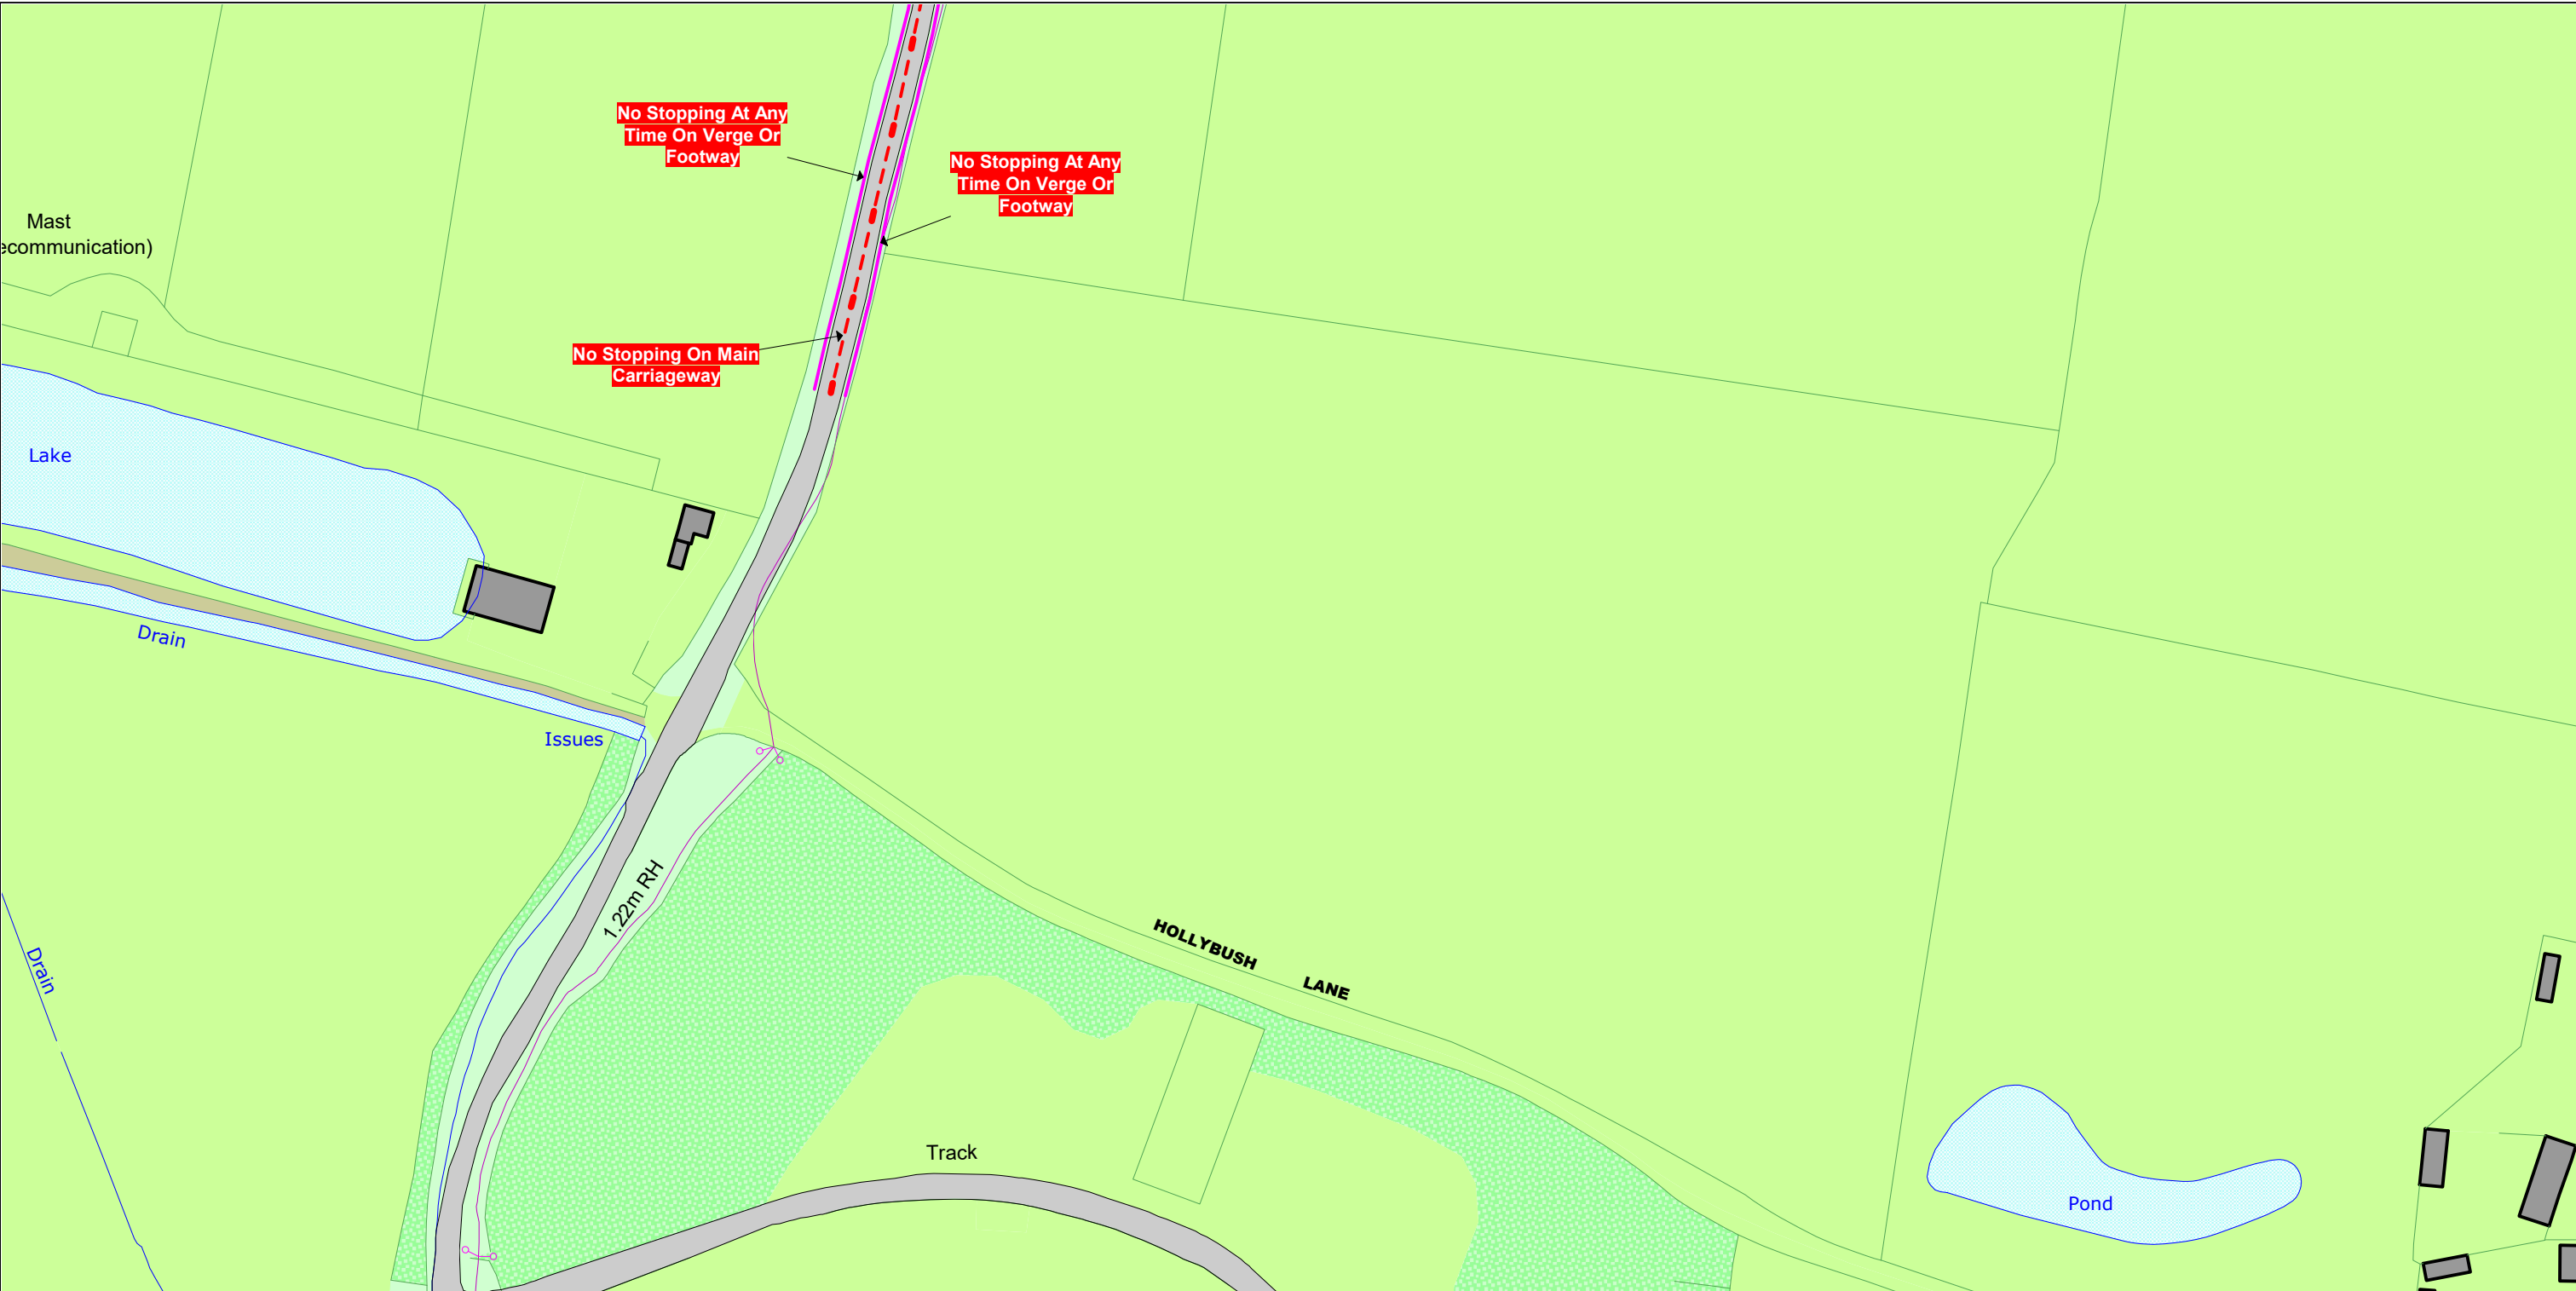 No Stopping At Any
Time On Verge Or
Footway
No Stopping At Any
Time On Verge Or
Footway
Mast
ecommunication)
No Stopping On Main
Carriageway
Lake
Drain
Issues
1.22m RH
HOLLYBUSH LANE
Drain
Track
Pond